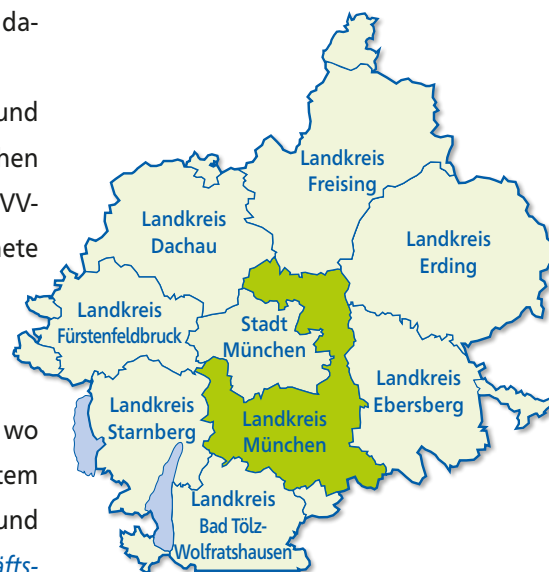 da-
und
hen
VV-
nete
wo
tem
und
äfts-
Landkreis
Freising
Landkreis
Dachau
Landkreis
Erding
Landkreis
Fürstenfeldbruck
Stadt
München
Landkreis
Ebersberg
Landkreis
Starnberg
Landkreis
München
Landkreis
Bad Tölz-
Wolfratshausen